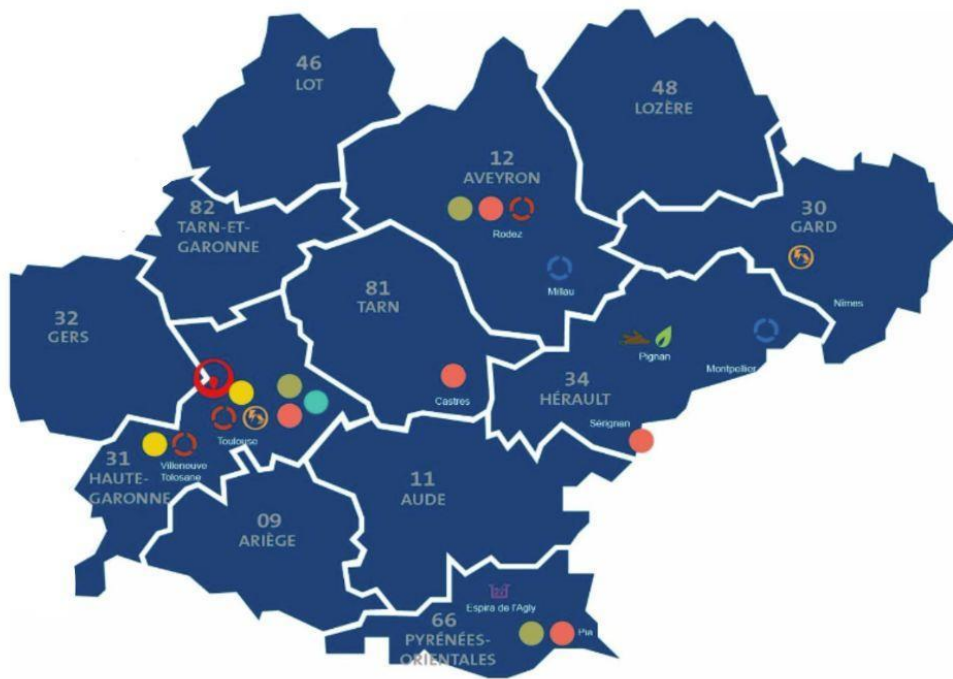 46
LOT
48
LOZÈRE
12
AVEYRON
Rodez
Millau
82
TARN-ET-
GARONNE
30
GARD
Nîmes
81
TARN
Castres
32
GERS
Pignan
Montpellier
34
HÉRAULT
Sérignan
Toulouse
31
HAUTE-
GARONNE
Villeneuve
Tolosane
11
AUDE
09
ARIÈGE
Espira de l'Agly
66
PYRÉNÉES-
ORIENTALES
Pia